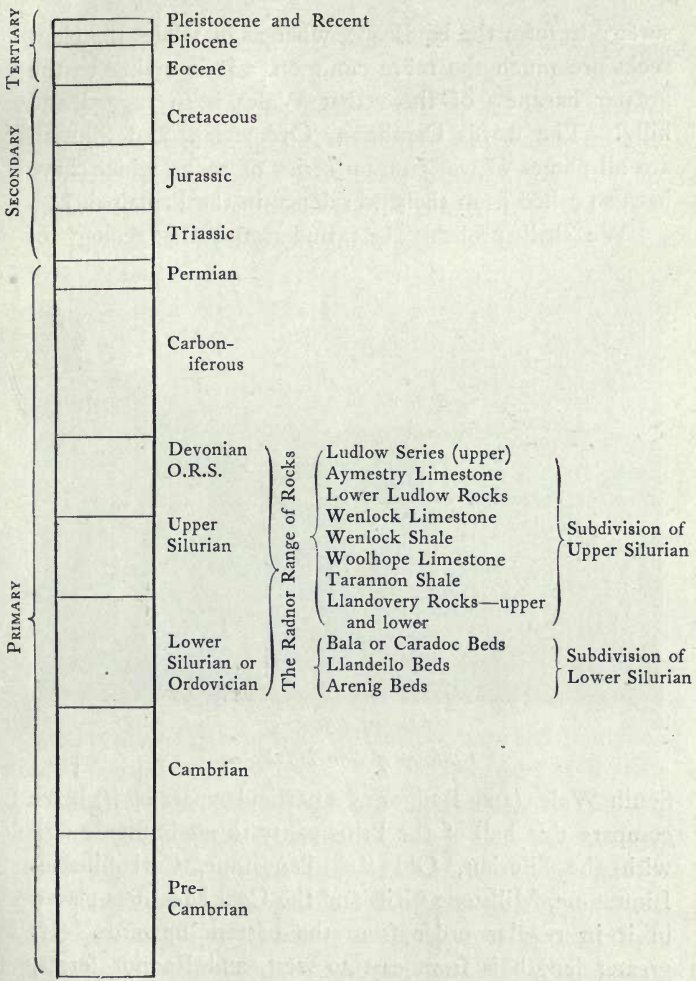 TERTIARY
Pleistocene and Recent
Pliocene
Eocene
SECONDARY
Cretaceous
Jurassic
Triassic
PRIMARY
Permian
Carbon-
iferous
Devonian
O.R.S.
Upper
Silurian
Lower
Silurian or
Ordovician
Cambrian
Pre-
Cambrian
The Radnor Range of Rocks
Ludlow Series (upper)
Aymestry Limestone
Lower Ludlow Rocks
Wenlock Limestone
Wenlock Shale
Woolhope Limestone
Tarannon Shale
Llandovery Rocks—upper
and lower
Subdivision of
Upper Silurian
Bala or Caradoc Beds
Llandeilo Beds
Arenig Beds
Subdivision of
Lower Silurian